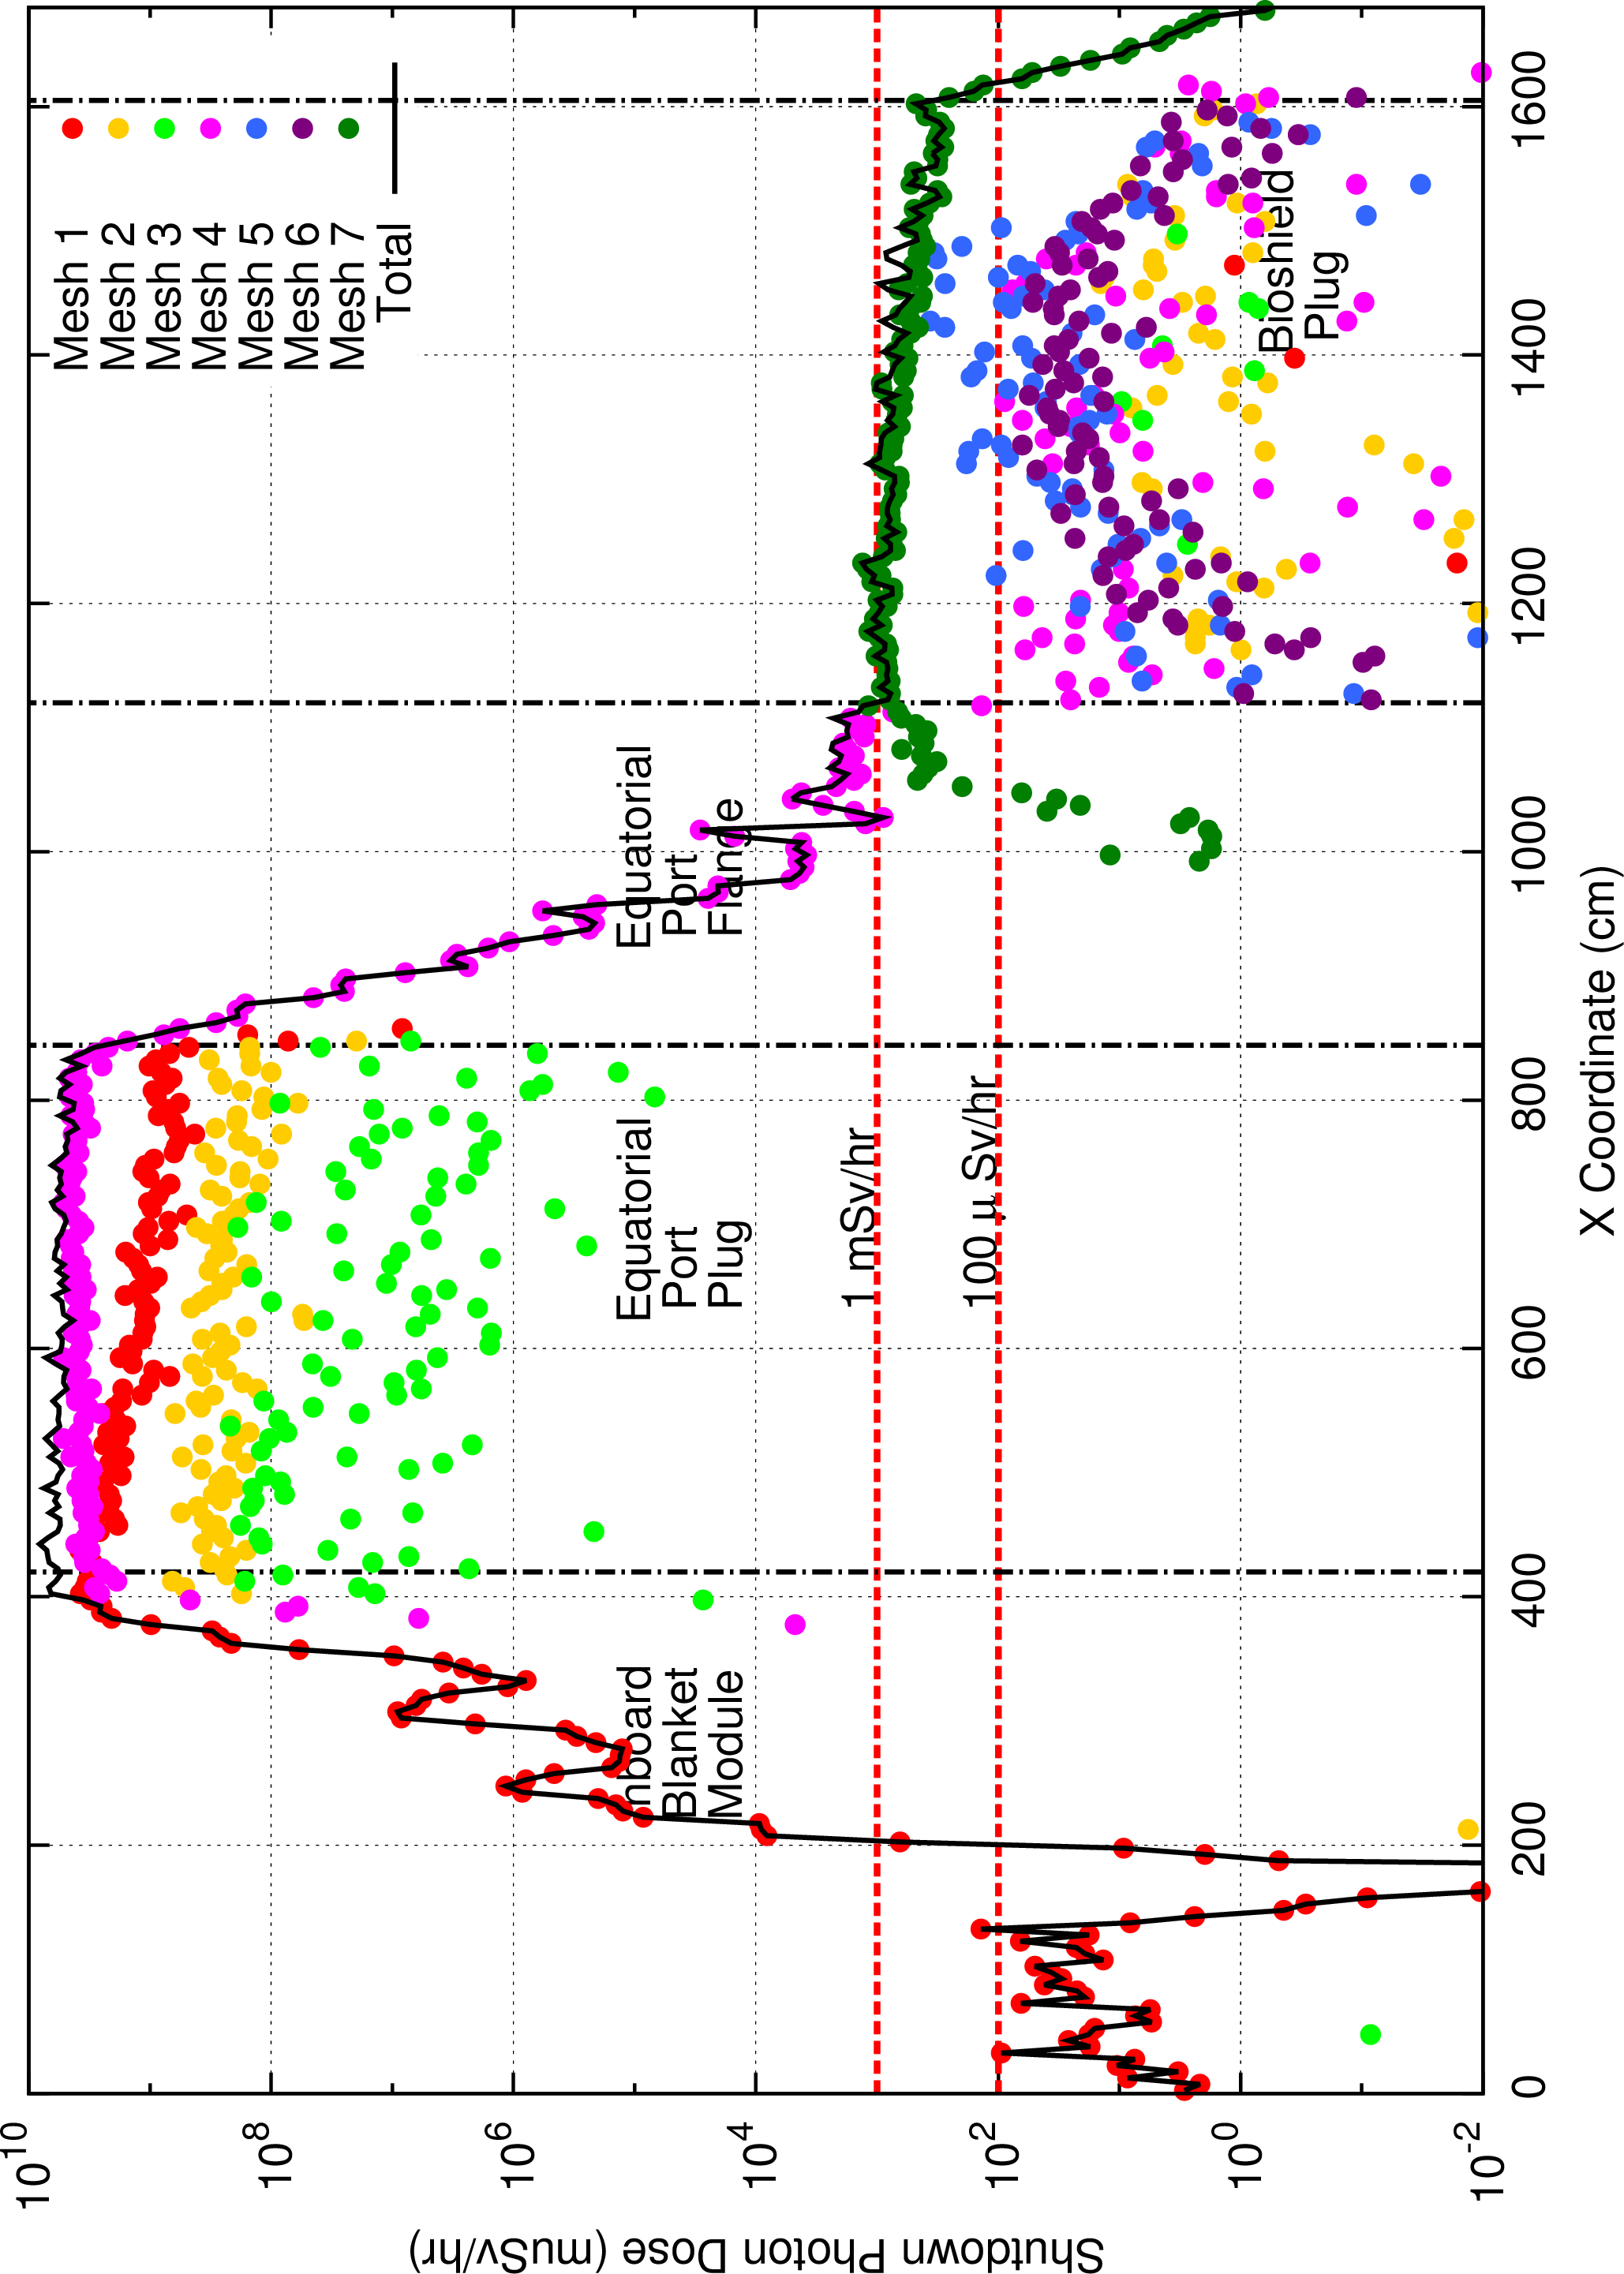 Mesh 1
Mesh 2
Mesh 3
Mesh 4
Mesh 5
Mesh 6
Mesh 7
Total
10^10
10^8
10^6
10^4
10^2
10^0
10^-2
Shutdown Photon Dose (muSv/hr)
Inboard
Blanket
Module
Equatorial
Port
Plug
Equatorial
Port
Flange
Bioshield
Plug
1 mSv/hr
100 μ Sv/hr
0 200 400 600 800 1000 1200 1400 1600
X Coordinate (cm)